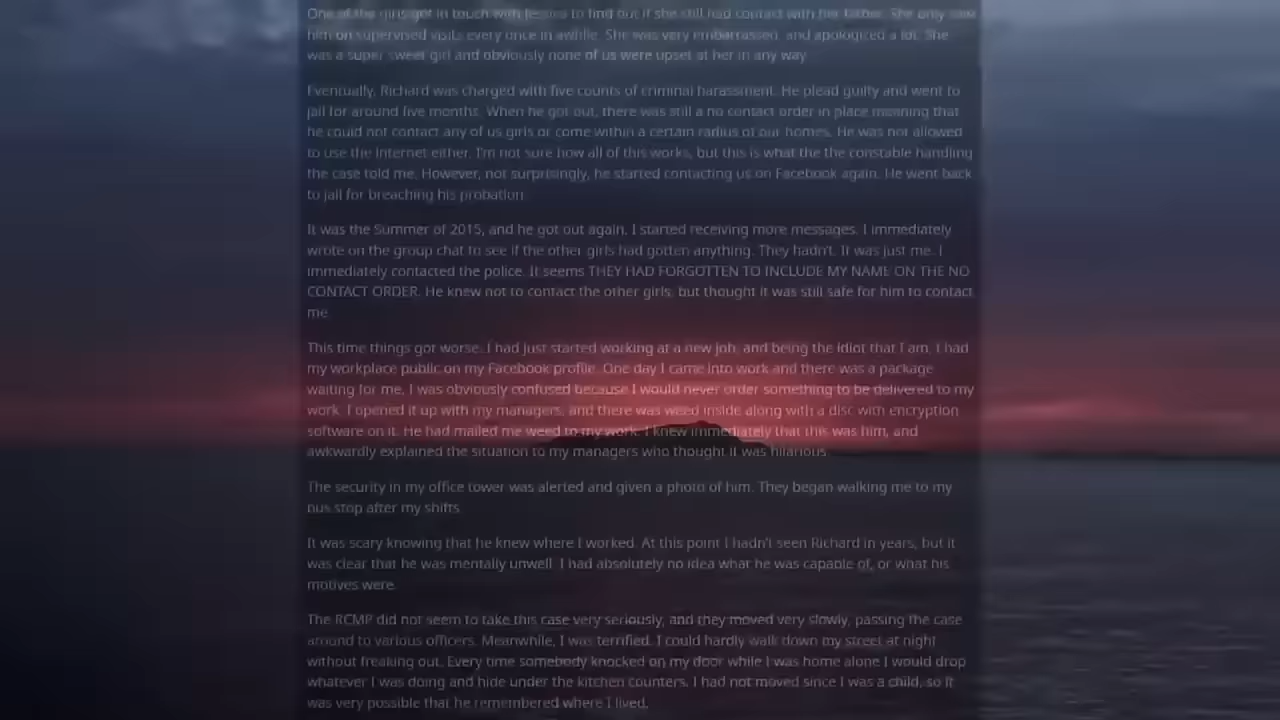 One of the girls got in touch with Jessica to find out if she still had contact with her father. She only saw
him on supervised visits every once in awhile. She was very embarrassed, and apologized a lot. She
was a super sweet girl and obviously none of us were upset at her in any way.
Eventually, Richard was charged with five counts of criminal harassment. He plead guilty and went to
jail for around five months. When he got out, there was still a no contact order in place meaning that
he could not contact any of us girls or come within a certain radius of our homes. He was not allowed
to use the internet either. I'm not sure how all of this works, but this is what the the constable handling
the case told me. However, not surprisingly, he started contacting us on Facebook again. He went back
to jail for breaching his probation.
It was the Summer of 2015, and he got out again. I started receiving more messages. I immediately
wrote on the group chat to see if the other girls had gotten anything. They hadn't. It was just me. I
immediately contacted the police. It seems THEY HAD FORGOTTEN TO INCLUDE MY NAME ON THE NO
CONTACT ORDER. He knew not to contact the other girls, but thought it was still safe for him to contact
me.
This time things got worse. I had just started working at a new job, and being the idiot that I am, I had
my workplace public on my Facebook profile. One day I came into work and there was a package
waiting for me. I was obviously confused because I would never order something to be delivered to my
work. I opened it up with my managers, and there was weed inside along with a disc with encryption
software on it. He had mailed me weed to my work. I knew immediately that this was him, and
awkwardly explained the situation to my managers who thought it was hilarious.
The security in my office tower was alerted and given a photo of him. They began walking me to my
bus stop after my shifts.
It was scary knowing that he knew where I worked. At this point I hadn't seen Richard in years, but it
was clear that he was mentally unwell. I had absolutely no idea what he was capable of, or what his
motives were.
The RCMP did not seem to take this case very seriously, and they moved very slowly, passing the case
around to various officers. Meanwhile, I was terrified. I could hardly walk down my street at night
without freaking out. Every time somebody knocked on my door while I was home alone I would drop
whatever I was doing and hide under the kitchen counters. I had not moved since I was a child, so it
was very possible that he remembered where I lived.